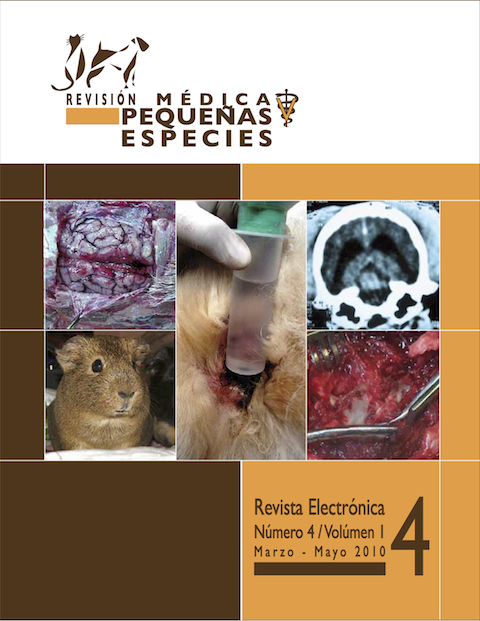 REVISIÓN MÉDICA
PEQUEÑAS
ESPECIES
Revista Electrónica
Número 4 / Volúmen 1
Marzo - Mayo 2010
4